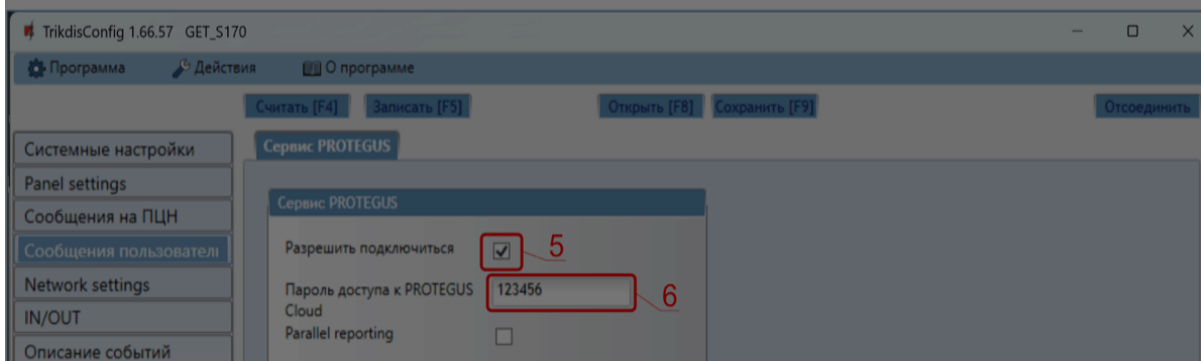 TrikdisConfig 1.66.57 GET_S170
Программа Действия О программе
Считать [F4] Записать [F5] Открыть [F8] Сохранить [F9] Отсоединить
Системные настройки
Panel settings
Сообщения на ПЦН
Сообщения пользовател
Network settings
IN/OUT
Описание событий
Сервис PROTEGUS
Сервис PROTEGUS
Разрешить подключиться
5
Пароль доступа к PROTEGUS
Cloud
123456
6
Parallel reporting